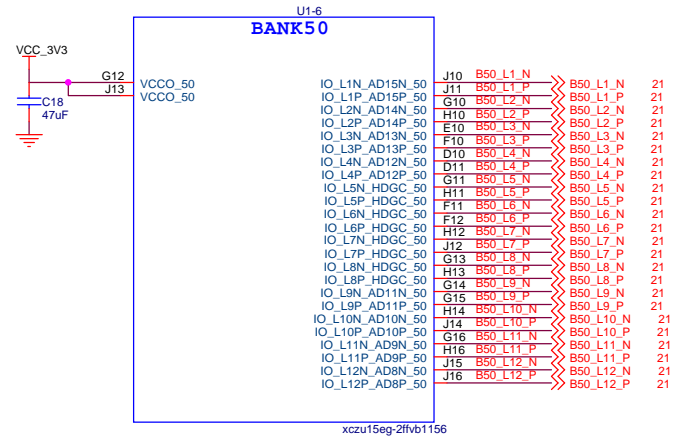 U1-6
BANK50
VCC_3V3
G12 VCCO_50
J13 VCCO_50
C18
47uF
IO_L1N_AD15N_50 J10 B50_L1_N B50_L1_N 21
IO_L1P_AD15P_50 J11 B50_L1_P B50_L1_P 21
IO_L2N_AD14N_50 G10 B50_L2_N B50_L2_N 21
IO_L2P_AD14P_50 H10 B50_L2_P B50_L2_P 21
IO_L3N_AD13N_50 E10 B50_L3_N B50_L3_N 21
IO_L3P_AD13P_50 F10 B50_L3_P B50_L3_P 21
IO_L4N_AD12N_50 D10 B50_L4_N B50_L4_N 21
IO_L4P_AD12P_50 D11 B50_L4_P B50_L4_P 21
IO_L5N_HDGC_50 G11 B50_L5_N B50_L5_N 21
IO_L5P_HDGC_50 H11 B50_L5_P B50_L5_P 21
IO_L6N_HDGC_50 F11 B50_L6_N B50_L6_N 21
IO_L6P_HDGC_50 F12 B50_L6_P B50_L6_P 21
IO_L7N_HDGC_50 H12 B50_L7_N B50_L7_N 21
IO_L7P_HDGC_50 J12 B50_L7_P B50_L7_P 21
IO_L8N_HDGC_50 G13 B50_L8_N B50_L8_N 21
IO_L8P_HDGC_50 H13 B50_L8_P B50_L8_P 21
IO_L9N_AD11N_50 G14 B50_L9_N B50_L9_N 21
IO_L9P_AD11P_50 G15 B50_L9_P B50_L9_P 21
IO_L10N_AD10N_50 H14 B50_L10_N B50_L10_N 21
IO_L10P_AD10P_50 J14 B50_L10_P B50_L10_P 21
IO_L11N_AD9N_50 G16 B50_L11_N B50_L11_N 21
IO_L11P_AD9P_50 H16 B50_L11_P B50_L11_P 21
IO_L12N_AD8N_50 J15 B50_L12_N B50_L12_N 21
IO_L12P_AD8P_50 J16 B50_L12_P B50_L12_P 21
xczu15eg-2ffvb1156